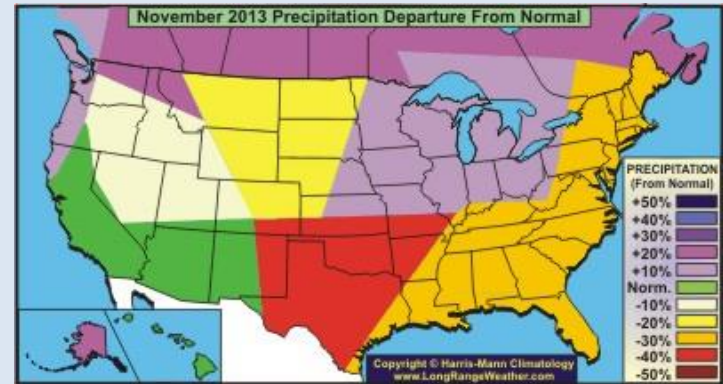 November 2013 Precipitation Departure From Normal
PRECIPITATION
(From Normal)
+50%
+40%
+30%
+20%
+10%
Norm.
-10%
-20%
-30%
-40%
-50%
Copyright © Harris-Mann Climatology
www.LongRangeWeather.com